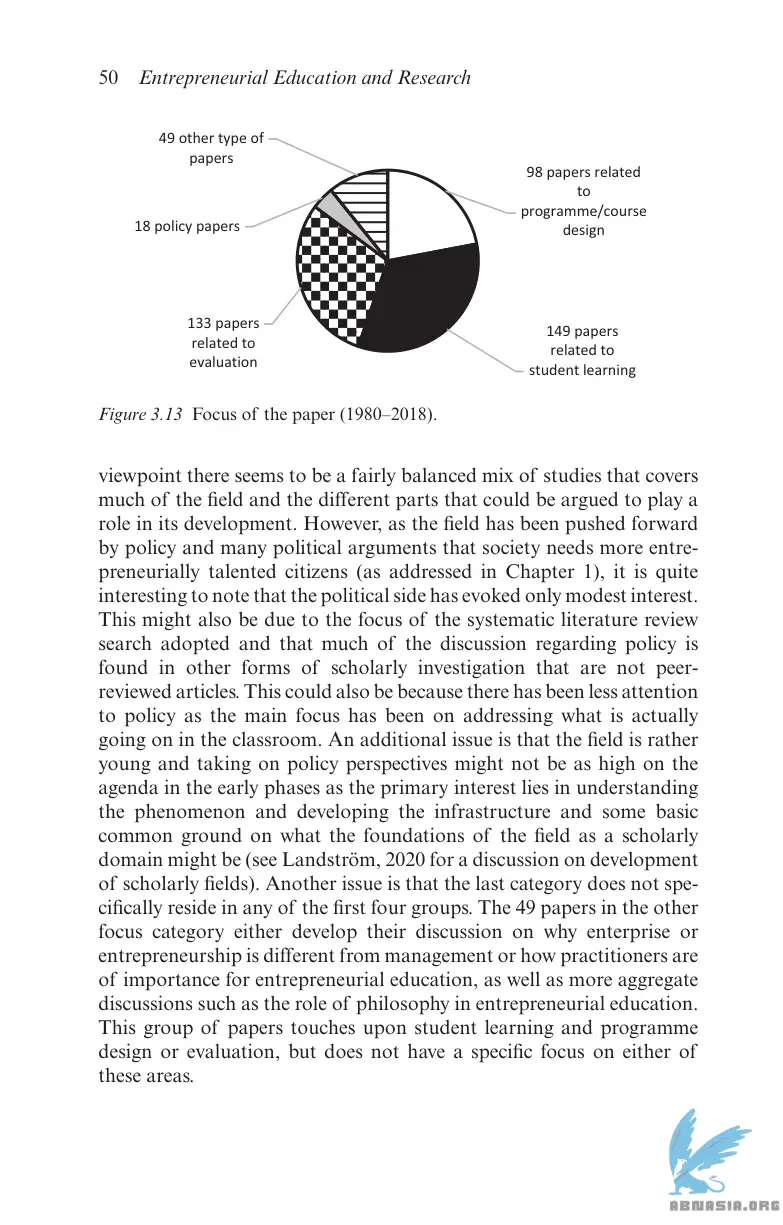 50 Entrepreneurial Education and Research
49 other type of
papers
98 papers related
to
programme/course
design
18 policy papers
133 papers
related to
evaluation
149 papers
related to
student learning
Figure 3.13 Focus of the paper (1980–2018).
viewpoint there seems to be a fairly balanced mix of studies that covers
much of the field and the different parts that could be argued to play a
role in its development. However, as the field has been pushed forward
by policy and many political arguments that society needs more entre-
preneurially talented citizens (as addressed in Chapter 1), it is quite
interesting to note that the political side has evoked only modest interest.
This might also be due to the focus of the systematic literature review
search adopted and that much of the discussion regarding policy is
found in other forms of scholarly investigation that are not peer-
reviewed articles. This could also be because there has been less attention
to policy as the main focus has been on addressing what is actually
going on in the classroom. An additional issue is that the field is rather
young and taking on policy perspectives might not be as high on the
agenda in the early phases as the primary interest lies in understanding
the phenomenon and developing the infrastructure and some basic
common ground on what the foundations of the field as a scholarly
domain might be (see Landström, 2020 for a discussion on development
of scholarly fields). Another issue is that the last category does not spe-
cifically reside in any of the first four groups. The 49 papers in the other
focus category either develop their discussion on why enterprise or
entrepreneurship is different from management or how practitioners are
of importance for entrepreneurial education, as well as more aggregate
discussions such as the role of philosophy in entrepreneurial education.
This group of papers touches upon student learning and programme
design or evaluation, but does not have a specific focus on either of
these areas.
ABNASIA.ORG